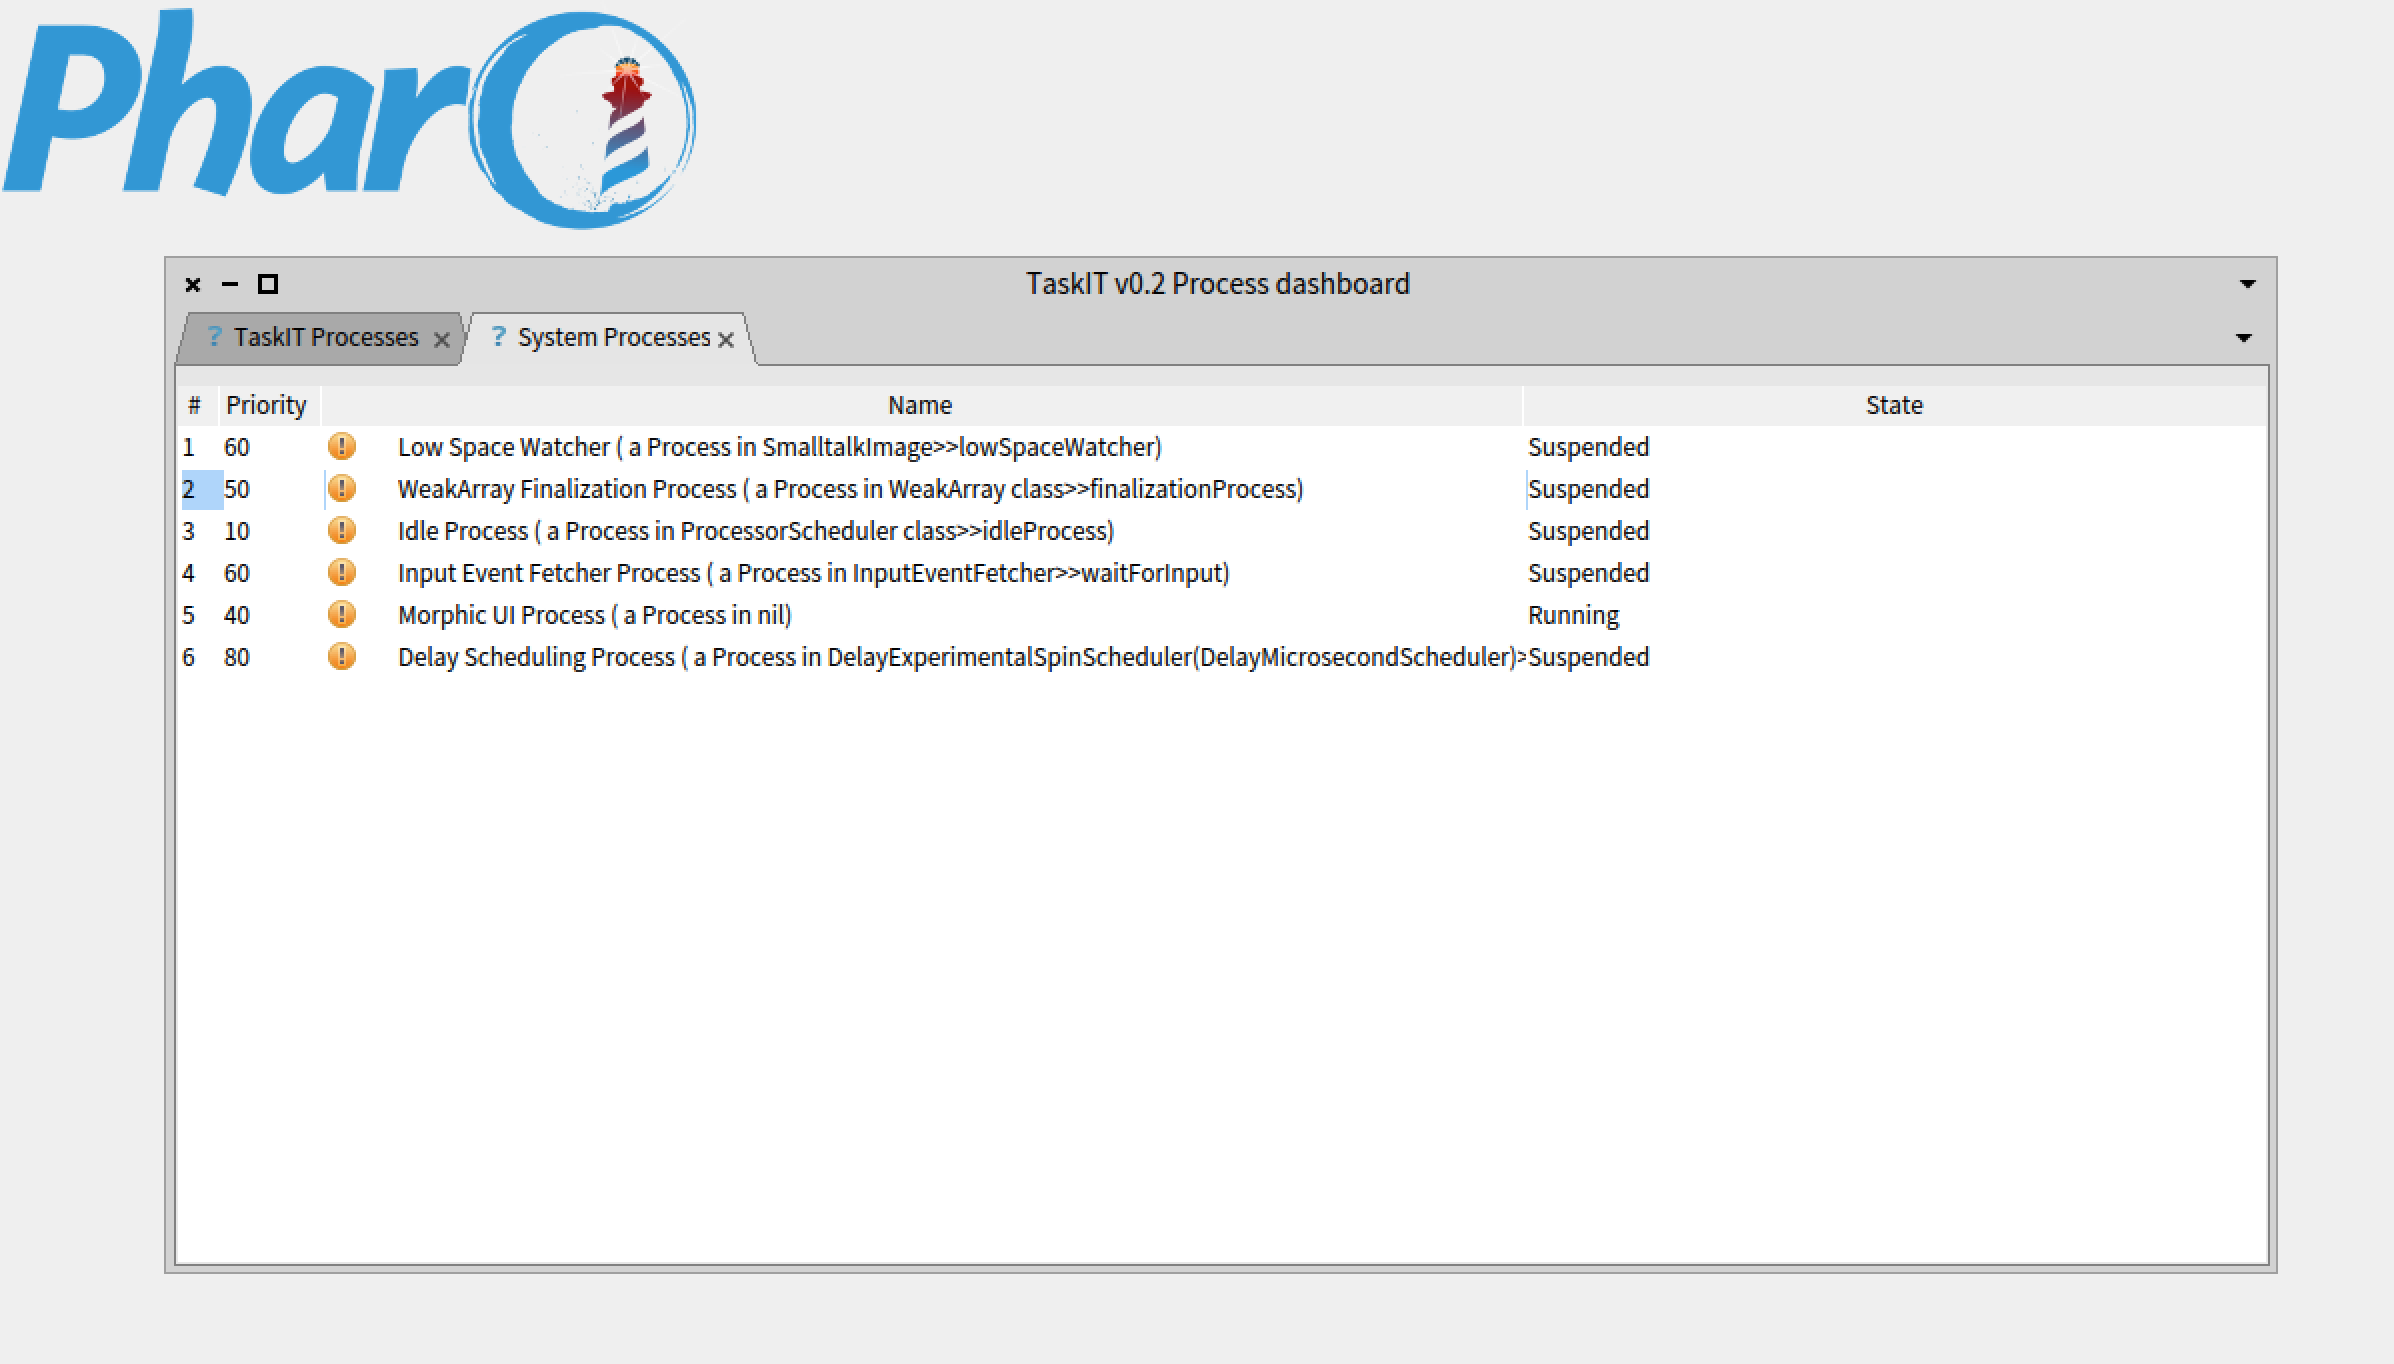 Pharo
TaskIT v0.2 Process dashboard
? TaskIT Processes ? System Processes
# Priority Name State
1 60 Low Space Watcher ( a Process in SmalltalkImage>>lowSpaceWatcher) Suspended
2 50 WeakArray Finalization Process ( a Process in WeakArray class>>finalizationProcess) Suspended
3 10 Idle Process ( a Process in ProcessorScheduler class>>idleProcess) Suspended
4 60 Input Event Fetcher Process ( a Process in InputEventFetcher>>waitForInput) Suspended
5 40 Morphic UI Process ( a Process in nil) Running
6 80 Delay Scheduling Process ( a Process in DelayExperimentalSpinScheduler(DelayMicrosecondScheduler)> Suspended